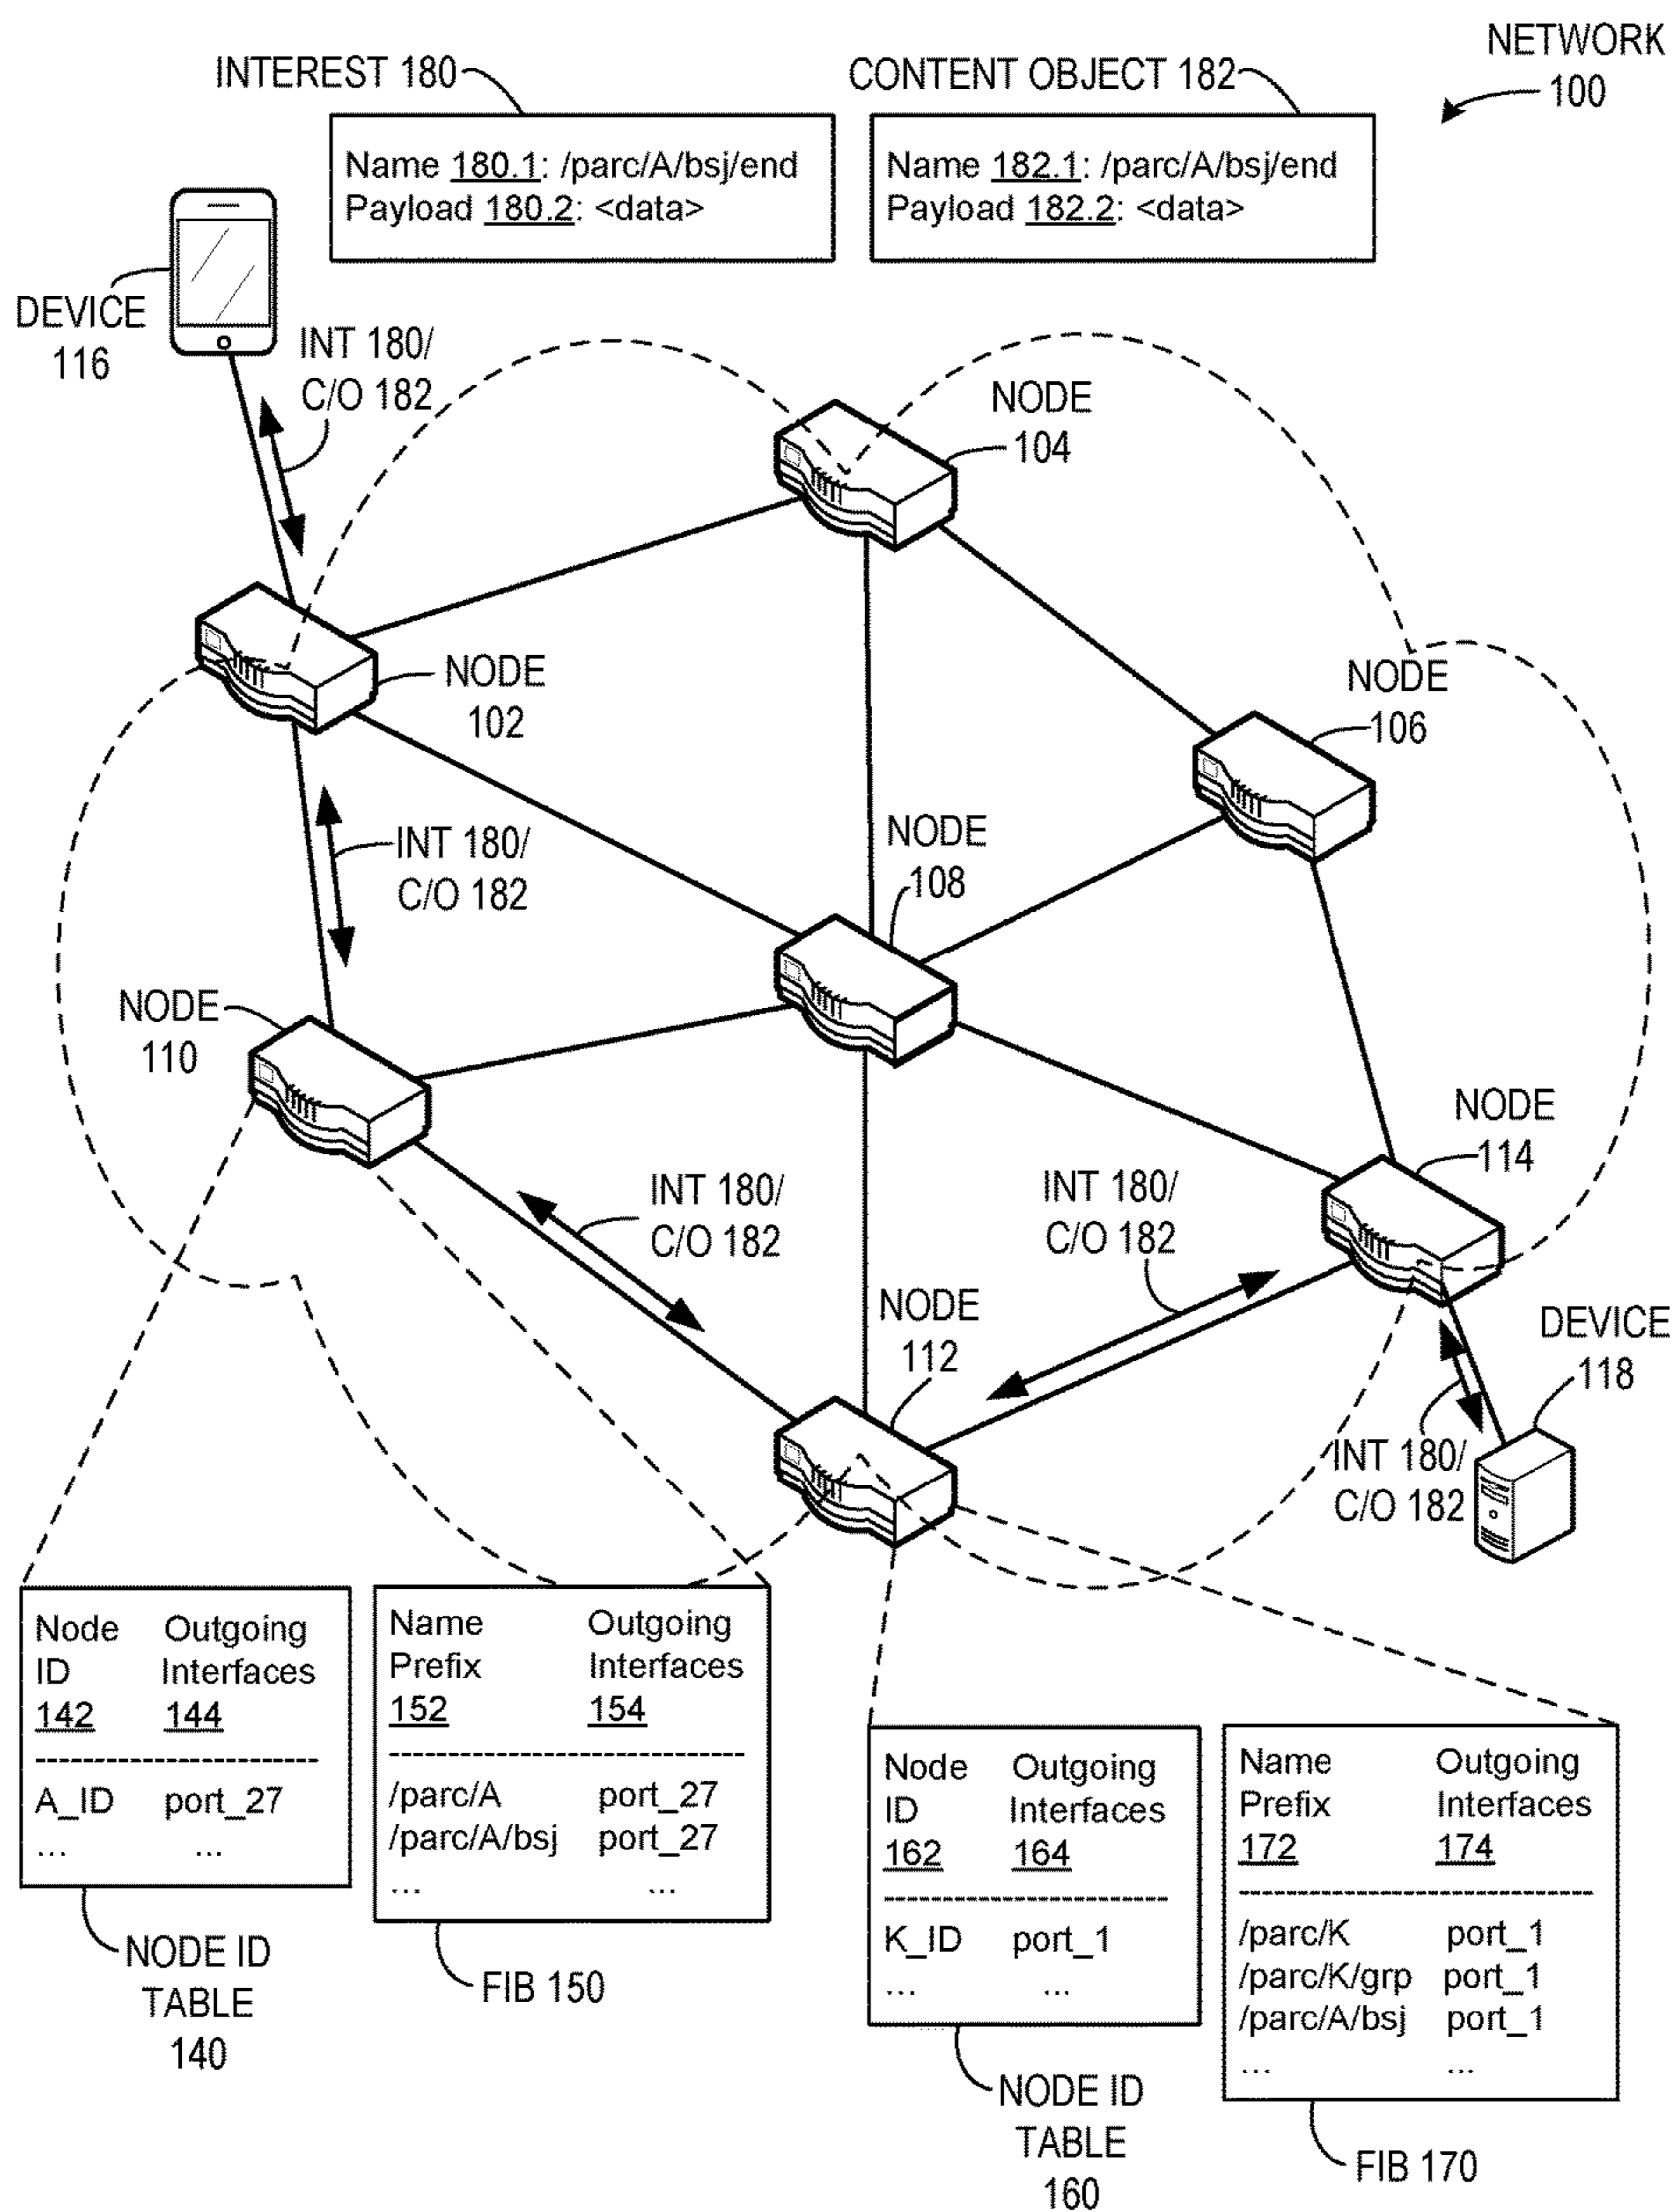 NETWORK
100
INTEREST 180
CONTENT OBJECT 182
Name 180.1: /parc/A/bsj/end
Payload 180.2: <data>
Name 182.1: /parc/A/bsj/end
Payload 182.2: <data>
DEVICE
116
INT 180/
C/O 182
NODE
104
NODE
102
NODE
106
INT 180/
C/O 182
NODE
108
NODE
110
NODE
114
INT 180/
C/O 182
INT 180/
C/O 182
NODE
112
DEVICE
118
INT 180/
C/O 182
Node Outgoing
ID Interfaces
142 144
--------------------------
A_ID port_27
... ...
NODE ID
TABLE
140
Name Outgoing
Prefix Interfaces
152 154
--------------------------------
/parc/A port_27
/parc/A/bsj port_27
... ...
FIB 150
Node Outgoing
ID Interfaces
162 164
--------------------------
K_ID port_1
... ...
NODE ID
TABLE
160
Name Outgoing
Prefix Interfaces
172 174
--------------------------------
/parc/K port_1
/parc/K/grp port_1
/parc/A/bsj port_1
... ...
FIB 170